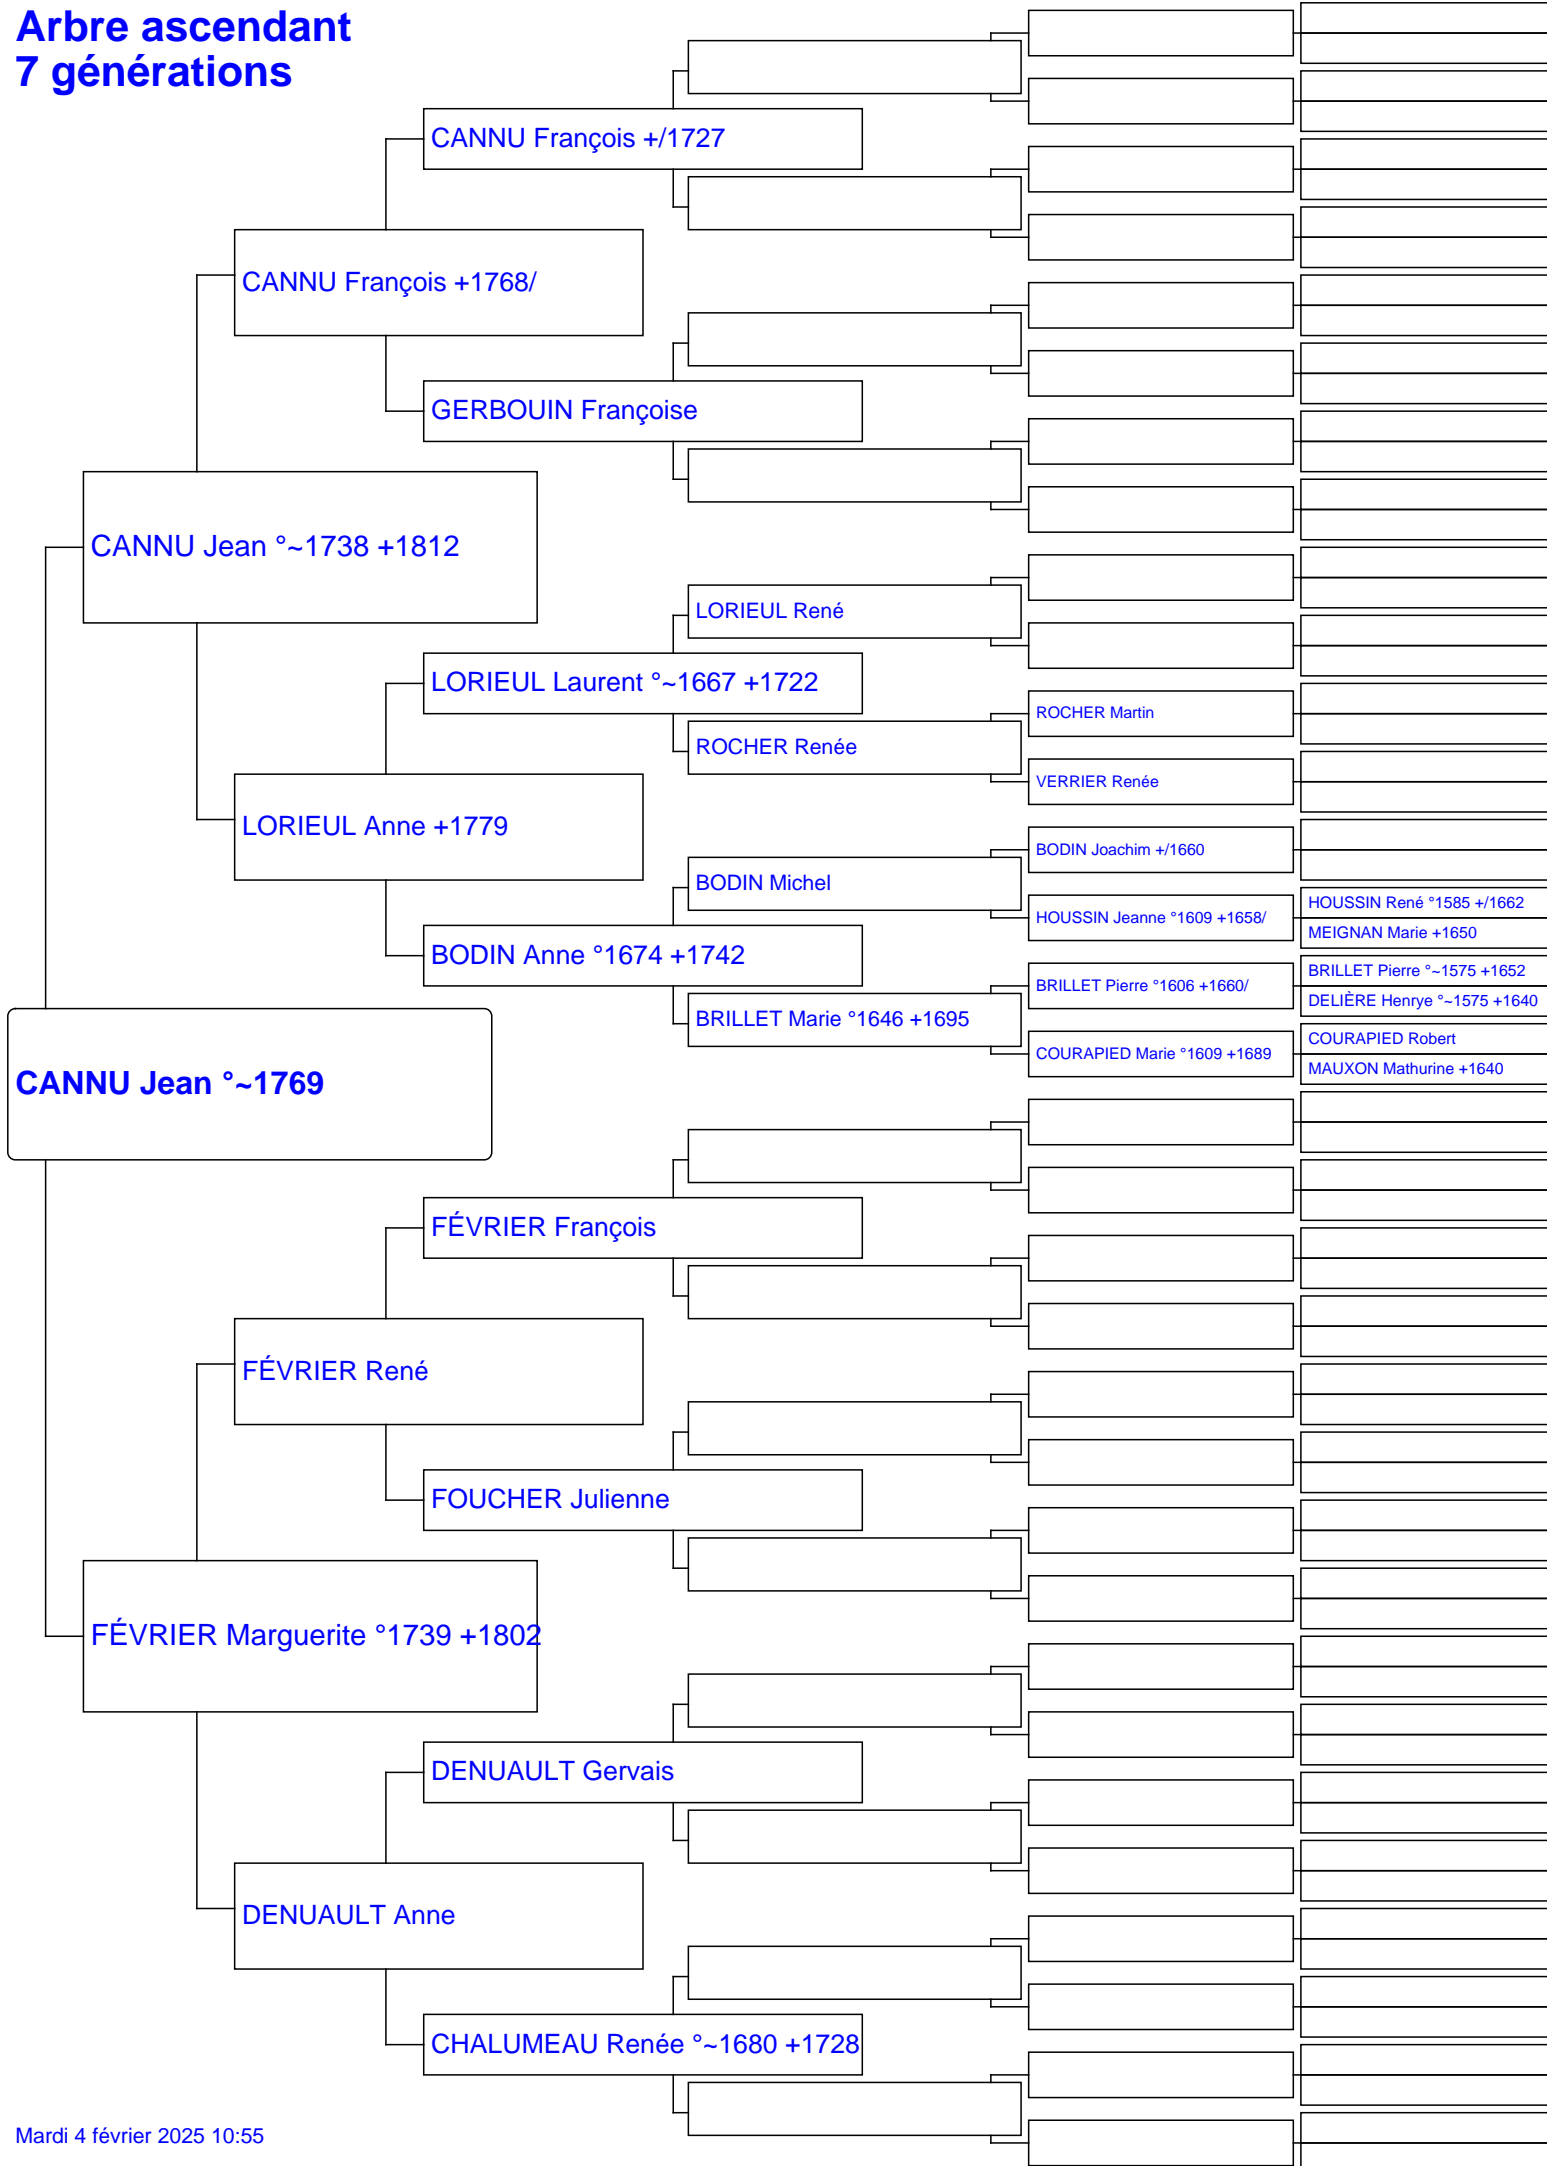 Arbre ascendant
7 générations
CANNU François +/1727
CANNU François +1768/
GERBOUIN Françoise
CANNU Jean °~1738 +1812
LORIEUL René
LORIEUL Laurent °~1667 +1722
ROCHER Martin
ROCHER Renée
VERRIER Renée
LORIEUL Anne +1779
BODIN Joachim +/1660
BODIN Michel
HOUSSIN René °1585 +/1662
HOUSSIN Jeanne °1609 +1658/
MEIGNAN Marie +1650
BODIN Anne °1674 +1742
BRILLET Pierre °~1575 +1652
BRILLET Pierre °1606 +1660/
DELIÈRE Henrye °~1575 +1640
BRILLET Marie °1646 +1695
COURAPIED Robert
COURAPIED Marie °1609 +1689
MAUXON Mathurine +1640
CANNU Jean °~1769
FÉVRIER François
FÉVRIER René
FOUCHER Julienne
FÉVRIER Marguerite °1739 +1802
DENUAULT Gervais
DENUAULT Anne
CHALUMEAU Renée °~1680 +1728
Mardi 4 février 2025 10:55